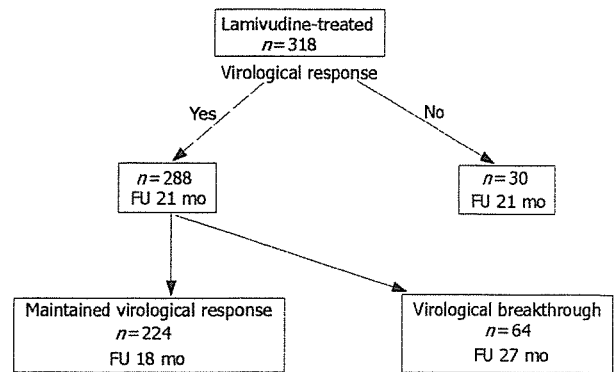 Lamivudine-treated
n=318
Virological response
Yes
No
n=288
FU 21 mo
n=30
FU 21 mo
Maintained virological response
n=224
FU 18 mo
Virological breakthrough
n=64
FU 27 mo